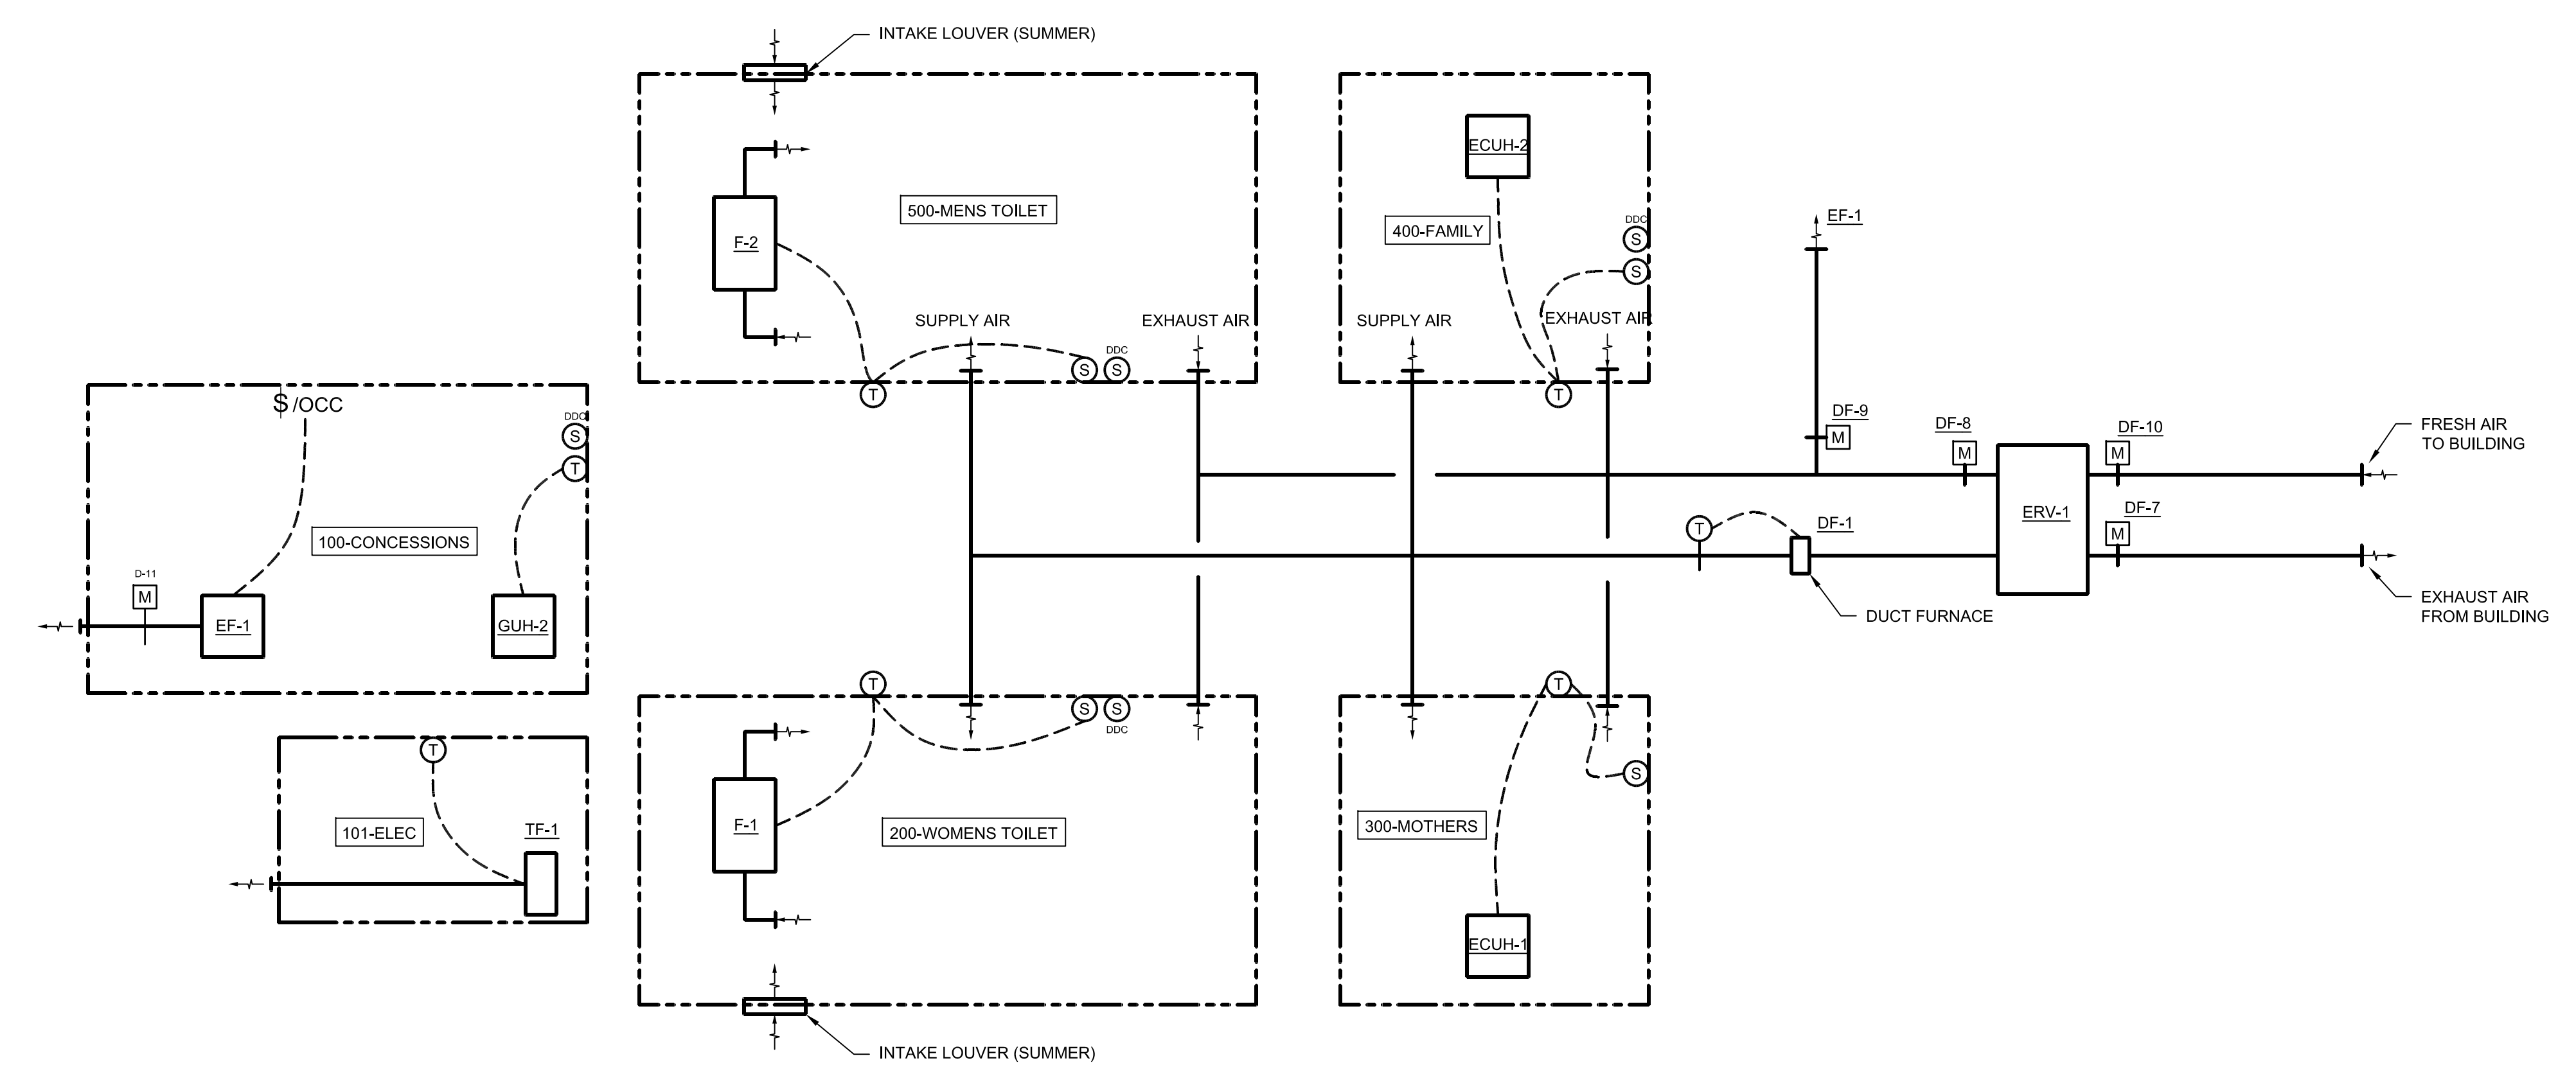 INTAKE LOUVER (SUMMER)
ECUH-2
500-MENS TOILET
F-2
400-FAMILY
DDC
S
S
EF-1
SUPPLY AIR
EXHAUST AIR
SUPPLY AIR
EXHAUST AIR
DDC
S
S
T
T
$/OCC
DDC
S
T
DF-9
M
DF-8
M
DF-10
M
FRESH AIR
TO BUILDING
100-CONCESSIONS
D-11
M
EF-1
GUH-2
T
DF-1
ERV-1
DF-7
M
DUCT FURNACE
EXHAUST AIR
FROM BUILDING
T
S
S
DDC
T
S
T
101-ELEC
TF-1
F-1
200-WOMENS TOILET
300-MOTHERS
ECUH-1
INTAKE LOUVER (SUMMER)